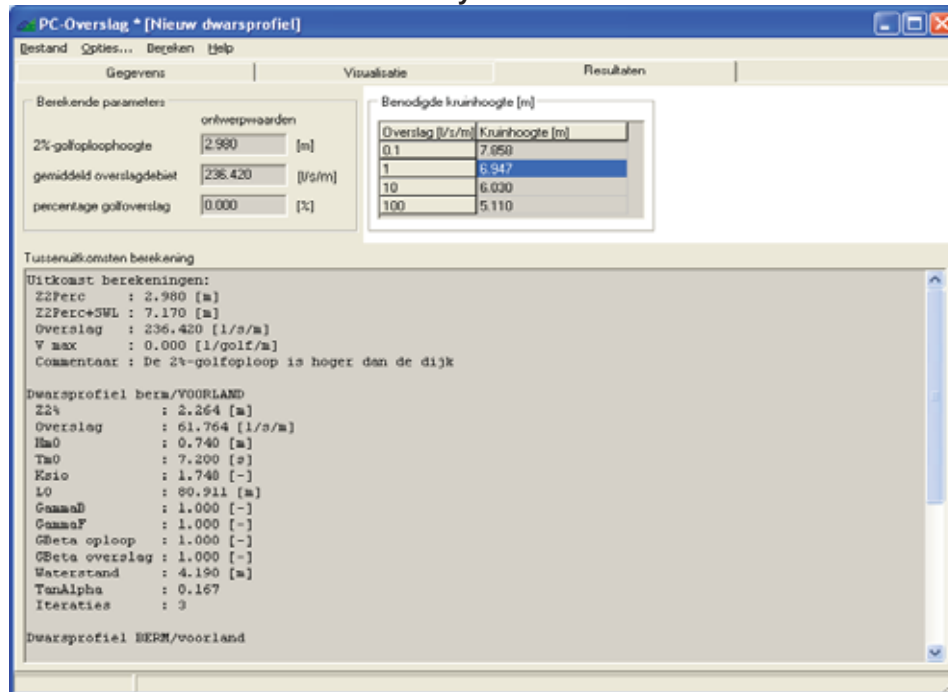 PC-Overslag * [Nieuw dwarsprofiel]
Bestand Opties... Bereken Help
Gegevens Visualisatie Resultaten
Berekende parameters
ontwerpwaarden
2%-golfoploophoogte 2.980 [m]
gemiddeld overslagdebiet 236.420 [l/s/m]
percentage golfoverslag 0.000 [%]
Benodigde kruinhoogte [m]
Overslag [l/s/m] Kruinhoogte [m]
0.1 7.858
1 6.947
10 6.030
100 5.110
Tussenuitkomsten berekening
Uitkomst berekeningen:
Z2Perc : 2.980 [m]
Z2Perc+SWL : 7.170 [m]
Overslag : 236.420 [l/s/m]
V max : 0.000 [l/golf/m]
Commentaar : De 2%-golfoploop is hoger dan de dijk
Dwarsprofiel berm/VOORLAND
Z2% : 2.264 [m]
Overslag : 61.764 [l/s/m]
Hm0 : 0.740 [m]
Tm0 : 7.200 [s]
Ksio : 1.740 [-]
L0 : 80.911 [m]
GammaD : 1.000 [-]
GammaF : 1.000 [-]
GBeta oploop : 1.000 [-]
GBeta overslag : 1.000 [-]
Waterstand : 4.190 [m]
TanAlpha : 0.167
Iteraties : 3
Dwarsprofiel BERM/voorland